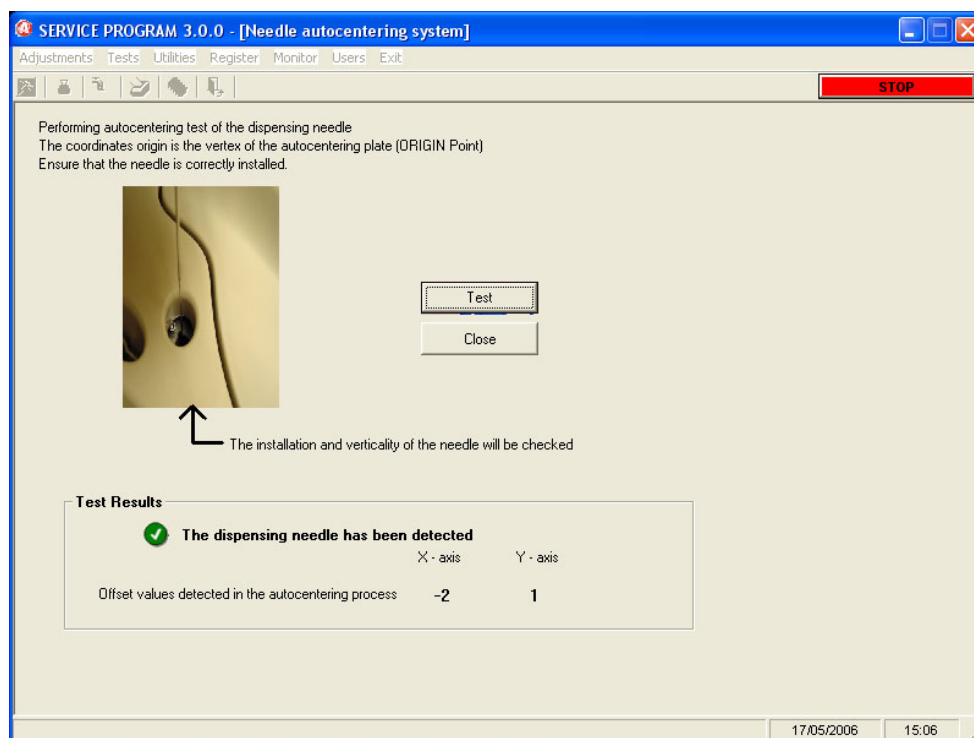 SERVICE PROGRAM 3.0.0 - [Needle autocentering system]
Adjustments Tests Utilities Register Monitor Users Exit
STOP
Performing autocentering test of the dispensing needle
The coordinates origin is the vertex of the autocentering plate (ORIGIN Point)
Ensure that the needle is correctly installed.
Test
Close
The installation and verticality of the needle will be checked
Test Results
The dispensing needle has been detected
X - axis Y - axis
Offset values detected in the autocentering process -2 1
17/05/2006 15:06